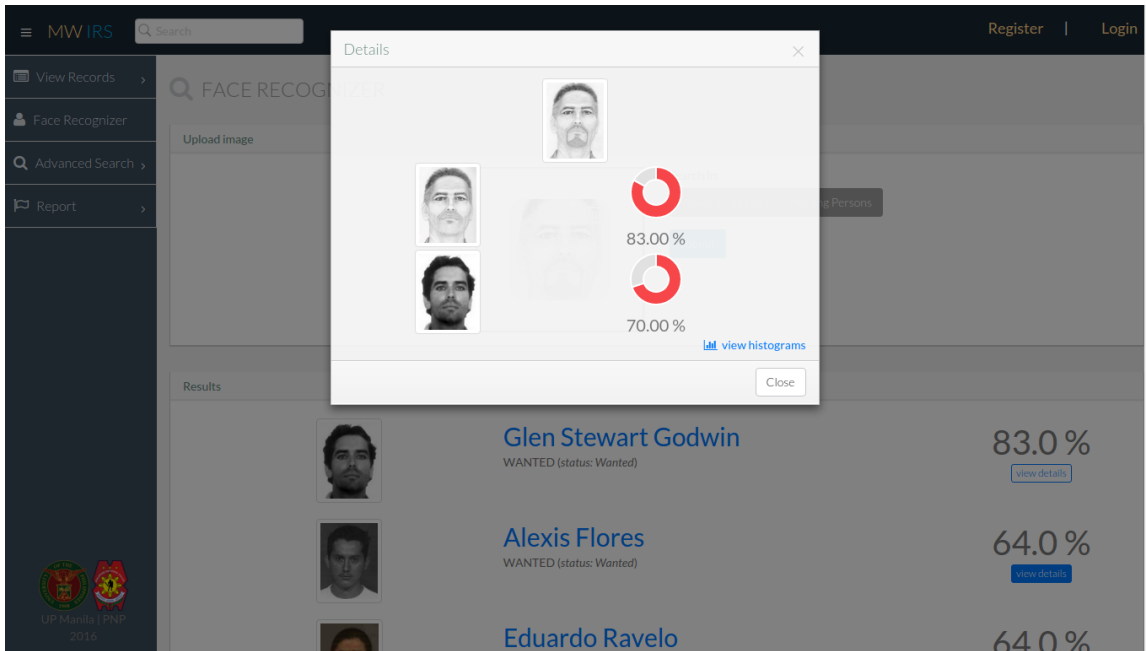 MW IRS
Search
Register | Login
View Records
Face Recognizer
Advanced Search
Report
UP Manila | PNP
2016
FACE RECOGNIZER
Upload image
ng Persons
Details
83.00 %
70.00 %
view histograms
Close
Results
Glen Stewart Godwin
WANTED (status: Wanted)
83.0 %
view details
Alexis Flores
WANTED (status: Wanted)
64.0 %
view details
Eduardo Ravelo
64.0 %